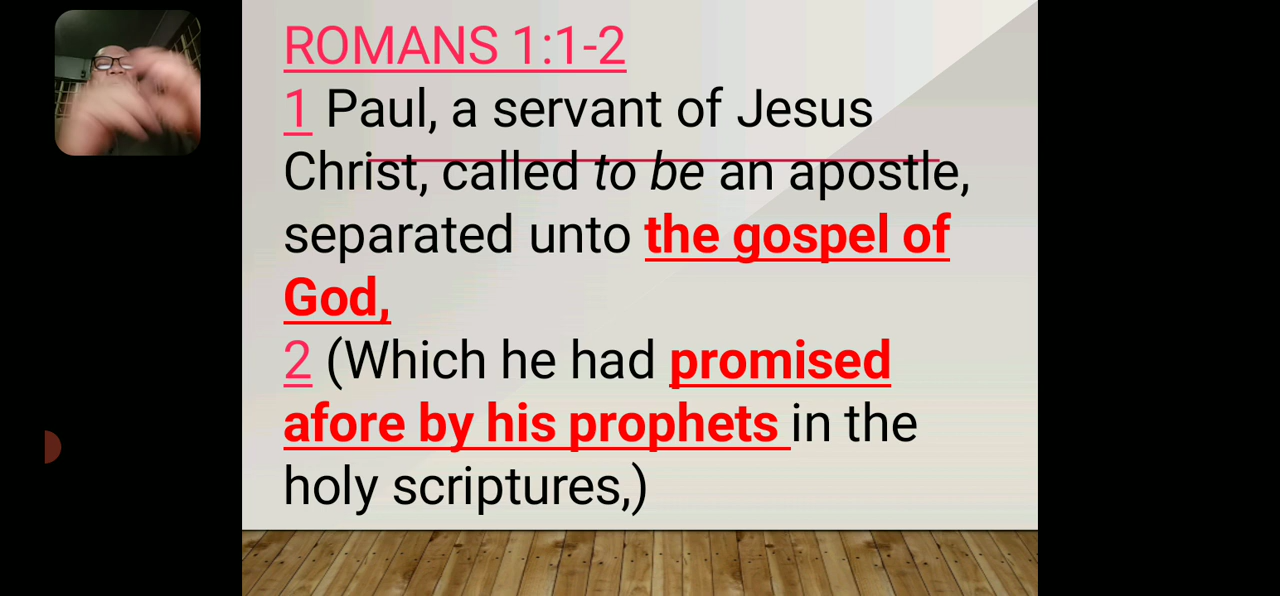 ROMANS 1:1-2
1 Paul, a servant of Jesus
Christ, called to be an apostle,
separated unto the gospel of
God,
2 (Which he had promised
afore by his prophets in the
holy scriptures,)